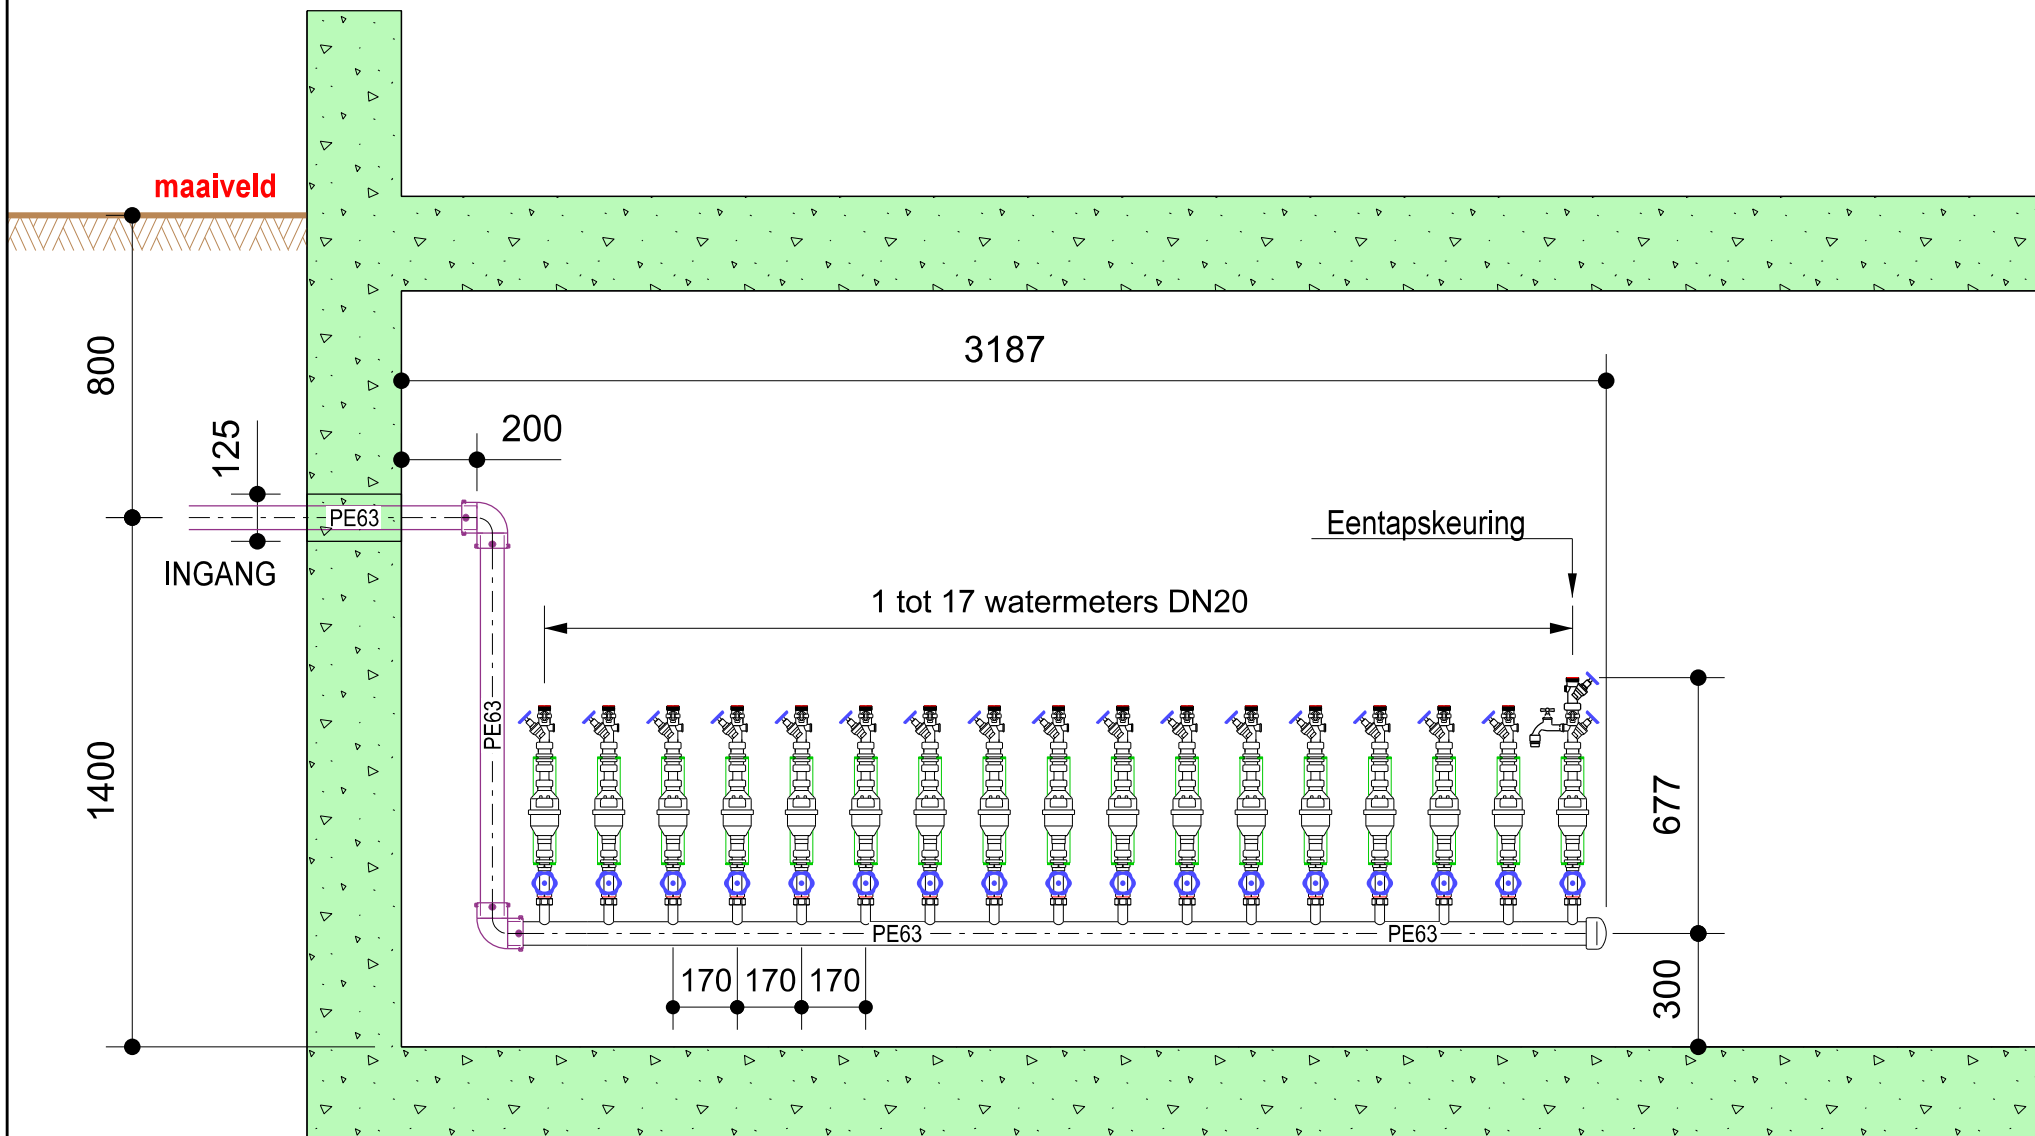 maaiveld
3187
800
200
125
PE63
Eentapskeuring
INGANG
1 tot 17 watermeters DN20
PE63
1400
677
PE63
PE63
170
170
170
300